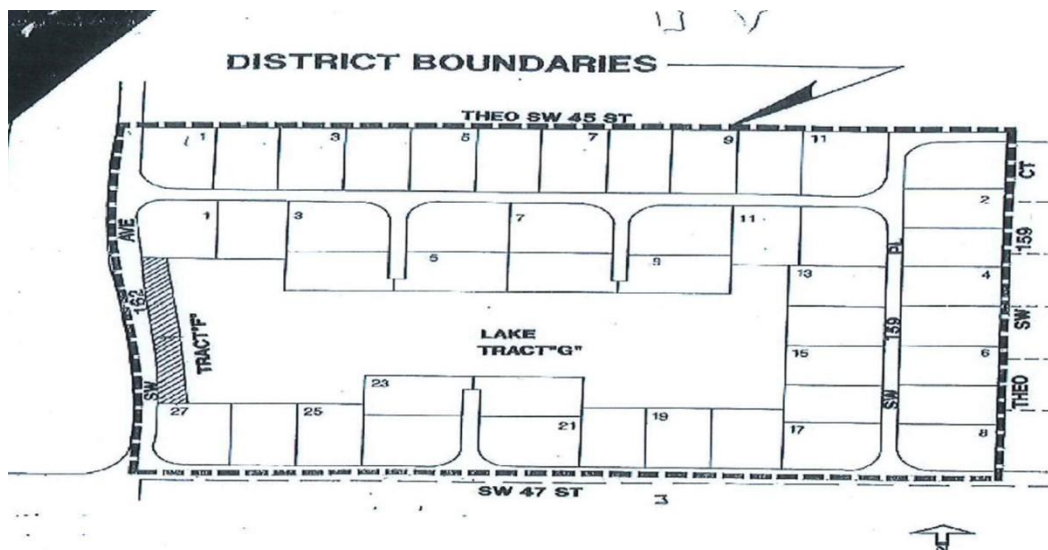 DISTRICT BOUNDARIES
THEO SW 45 ST
1
3
5
7
9
11
1
3
7
11
2
5
9
13
4
15
6
23
27
25
21
19
17
8
SW 162 AVE
TRACT "F"
LAKE
TRACT "G"
SW 159 PL
THEO SW 159 CT
SW 47 ST
3
N